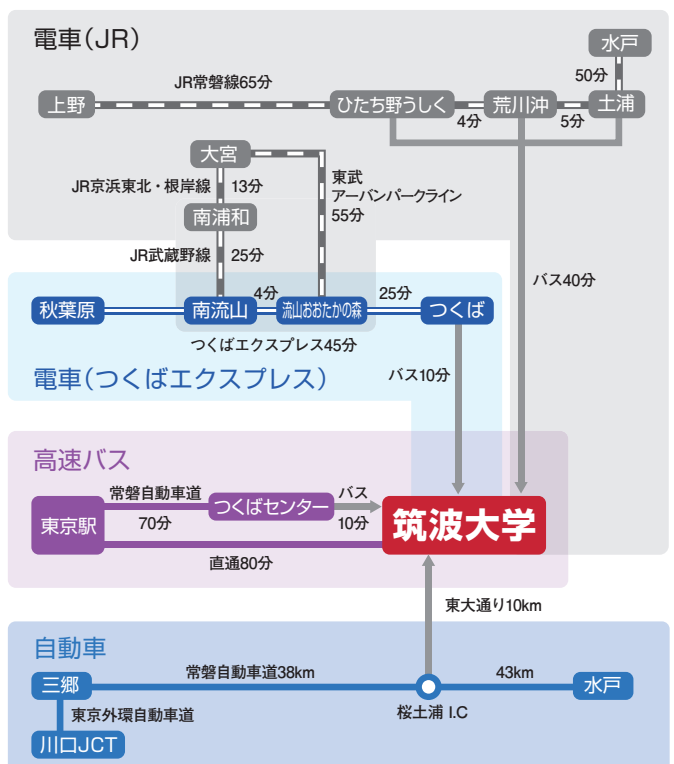 電車(JR)
水戸
50分
JR常磐線65分
上野
ひたち野うしく
荒川沖
土浦
4分
5分
大宮
JR京浜東北・根岸線
13分
東武
アーバンパークライン
55分
南浦和
JR武蔵野線
25分
バス40分
4分
25分
秋葉原
南流山
流山おおたかの森
つくば
つくばエクスプレス45分
電車(つくばエクスプレス)
バス10分
高速バス
東京駅
常磐自動車道
70分
つくばセンター
バス
10分
筑波大学
直通80分
東大通り10km
自動車
三郷
常磐自動車道38km
43km
水戸
桜土浦 I.C
東京外環自動車道
川口JCT